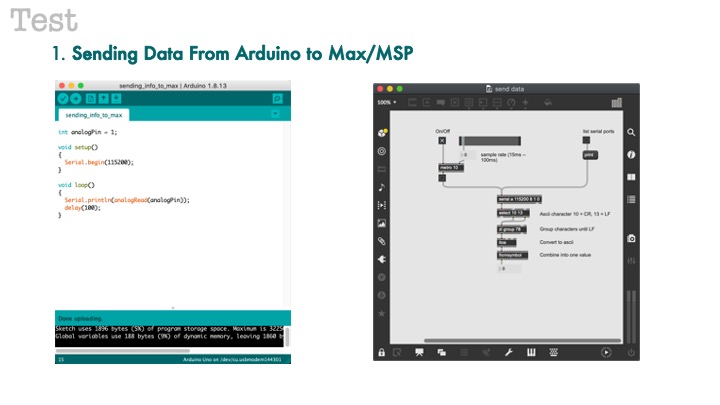 Test
1. Sending Data From Arduino to Max/MSP
sending_info_to_max | Arduino 1.8.13
sending_info_to_max
int analogPin = 1;
void setup()
{
Serial.begin(115200);
}
void loop()
{
Serial.println(analogRead(analogPin));
delay(100);
}
Done uploading.
Sketch uses 1896 bytes (5%) of program storage space. Maximum is 3225
Global variables use 188 bytes (9%) of dynamic memory, leaving 1860 b
15
Arduino Uno on /dev/cu.usbmodem144301
send data
100%
On/Off
list serial ports
sample rate (15ms –
100ms)
metro 10
print
serial a 115200 8 1 0
select 10 13
Ascii character 10 = CR, 13 = LF
zl group 78
Group characters until LF
itoa
Convert to ascii
fromsymbol
Combine into one value